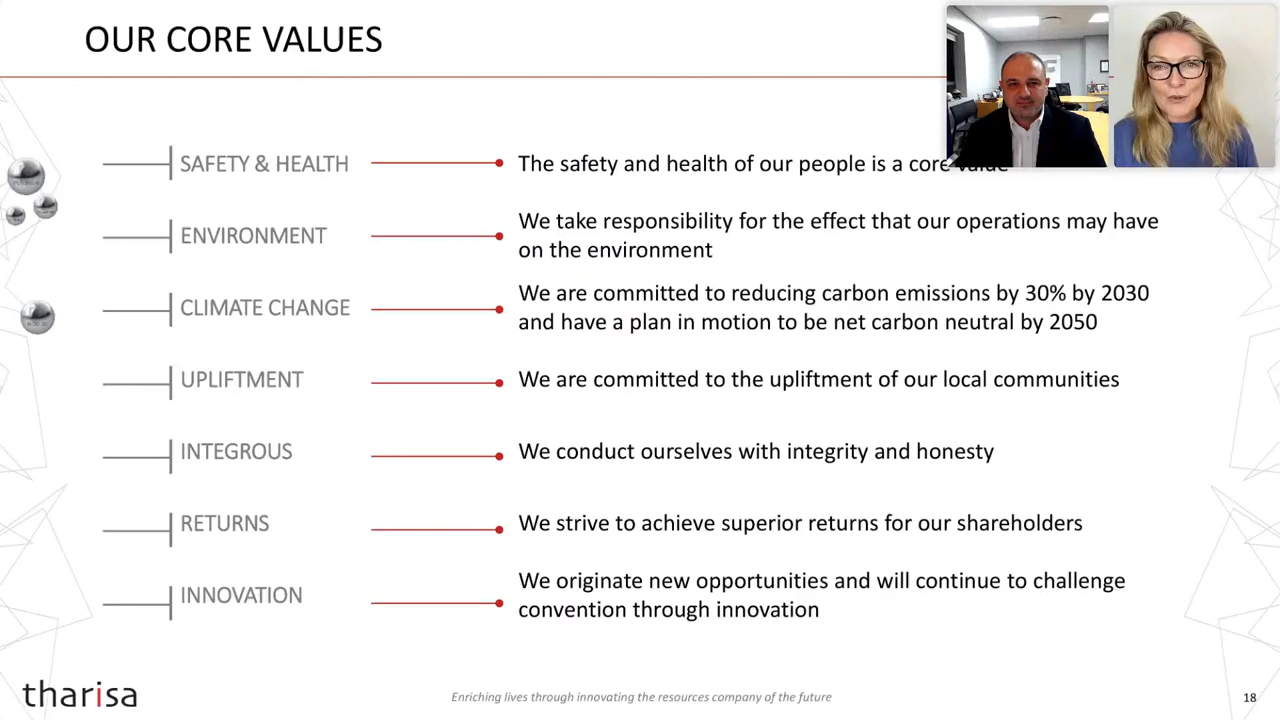 OUR CORE VALUES
SAFETY & HEALTH
The safety and health of our people is a core value
ENVIRONMENT
We take responsibility for the effect that our operations may have
on the environment
CLIMATE CHANGE
We are committed to reducing carbon emissions by 30% by 2030
and have a plan in motion to be net carbon neutral by 2050
UPLIFTMENT
We are committed to the upliftment of our local communities
INTEGROUS
We conduct ourselves with integrity and honesty
RETURNS
We strive to achieve superior returns for our shareholders
INNOVATION
We originate new opportunities and will continue to challenge
convention through innovation
tharisa
Enriching lives through innovating the resources company of the future
18